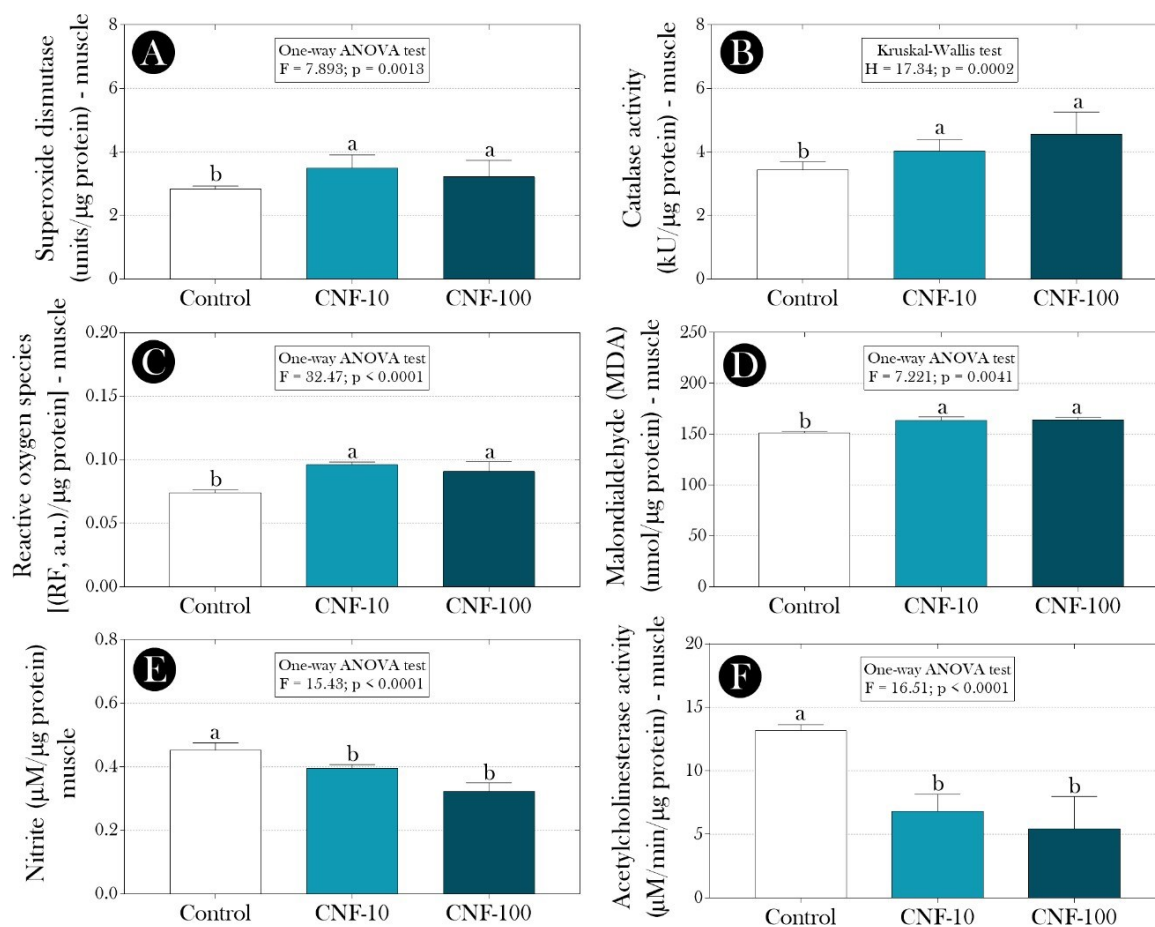 A
Superoxide dismutase
(units/µg protein) - muscle
One-way ANOVA test
F = 7.893; p = 0.0013
8
6
4
2
0
b
a
a
Control
CNF-10
CNF-100
B
Catalase activity
(kU/µg protein) - muscle
Kruskal-Wallis test
H = 17.34; p = 0.0002
8
6
4
2
0
b
a
a
Control
CNF-10
CNF-100
C
Reactive oxygen species
[(RF, a.u.)/µg protein] - muscle
One-way ANOVA test
F = 32.47; p < 0.0001
0.20
0.15
0.10
0.05
0.00
b
a
a
Control
CNF-10
CNF-100
D
Malondialdehyde (MDA)
(nmol/µg protein) - muscle
One-way ANOVA test
F = 7.221; p = 0.0041
250
200
150
100
50
0
b
a
a
Control
CNF-10
CNF-100
E
Nitrite (µM/µg protein)
muscle
One-way ANOVA test
F = 15.43; p < 0.0001
0.8
0.6
0.4
0.2
0.0
a
b
b
Control
CNF-10
CNF-100
F
Acetylcholinesterase activity
(µM/min/µg protein) - muscle
One-way ANOVA test
F = 16.51; p < 0.0001
20
15
10
5
0
a
b
b
Control
CNF-10
CNF-100